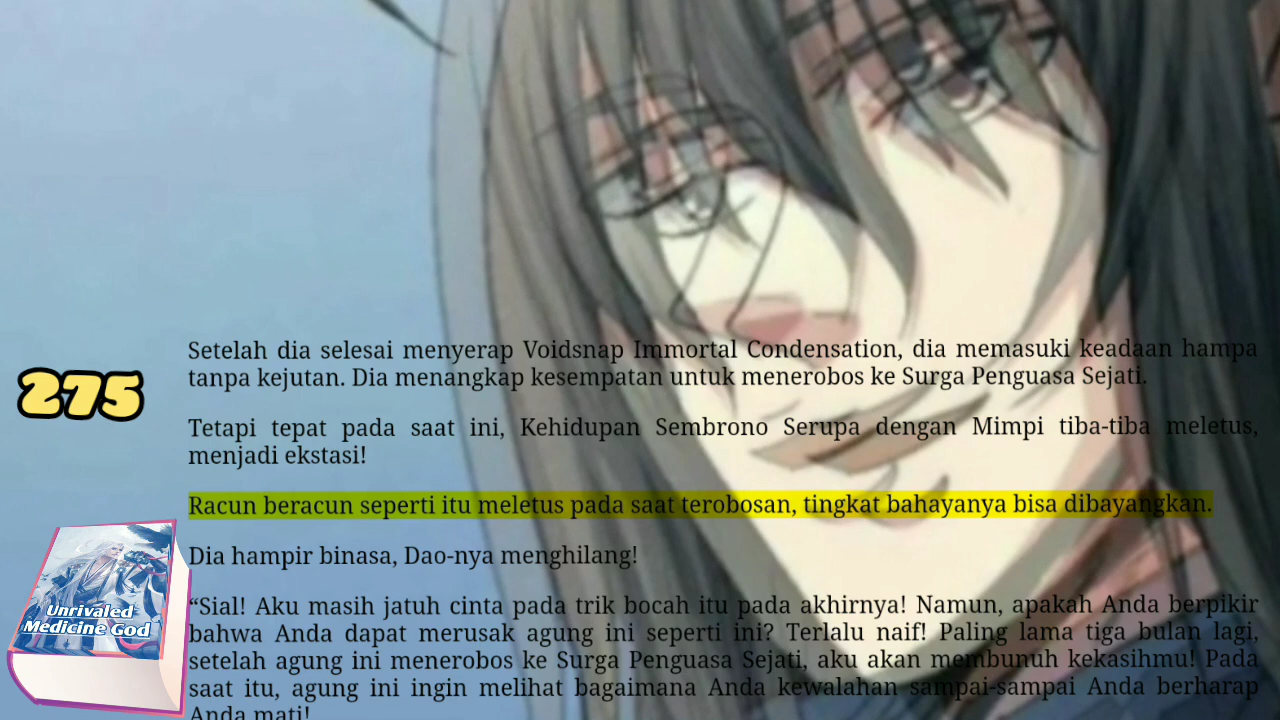 Setelah dia selesai menyerap Voidsnap Immortal Condensation, dia memasuki keadaan hampa
tanpa kejutan. Dia menangkap kesempatan untuk menerobos ke Surga Penguasa Sejati.
275
Tetapi tepat pada saat ini, Kehidupan Sembrono Serupa dengan Mimpi tiba-tiba meletus,
menjadi ekstasi!
Racun beracun seperti itu meletus pada saat terobosan, tingkat bahayanya bisa dibayangkan.
Dia hampir binasa, Dao-nya menghilang!
Unrivaled
Medicine God
“Sial! Aku masih jatuh cinta pada trik bocah itu pada akhirnya! Namun, apakah Anda berpikir
bahwa Anda dapat merusak agung ini seperti ini? Terlalu naif! Paling lama tiga bulan lagi,
setelah agung ini menerobos ke Surga Penguasa Sejati, aku akan membunuh kekasihmu! Pada
saat itu, agung ini ingin melihat bagaimana Anda kewalahan sampai-sampai Anda berharap
Anda mati!